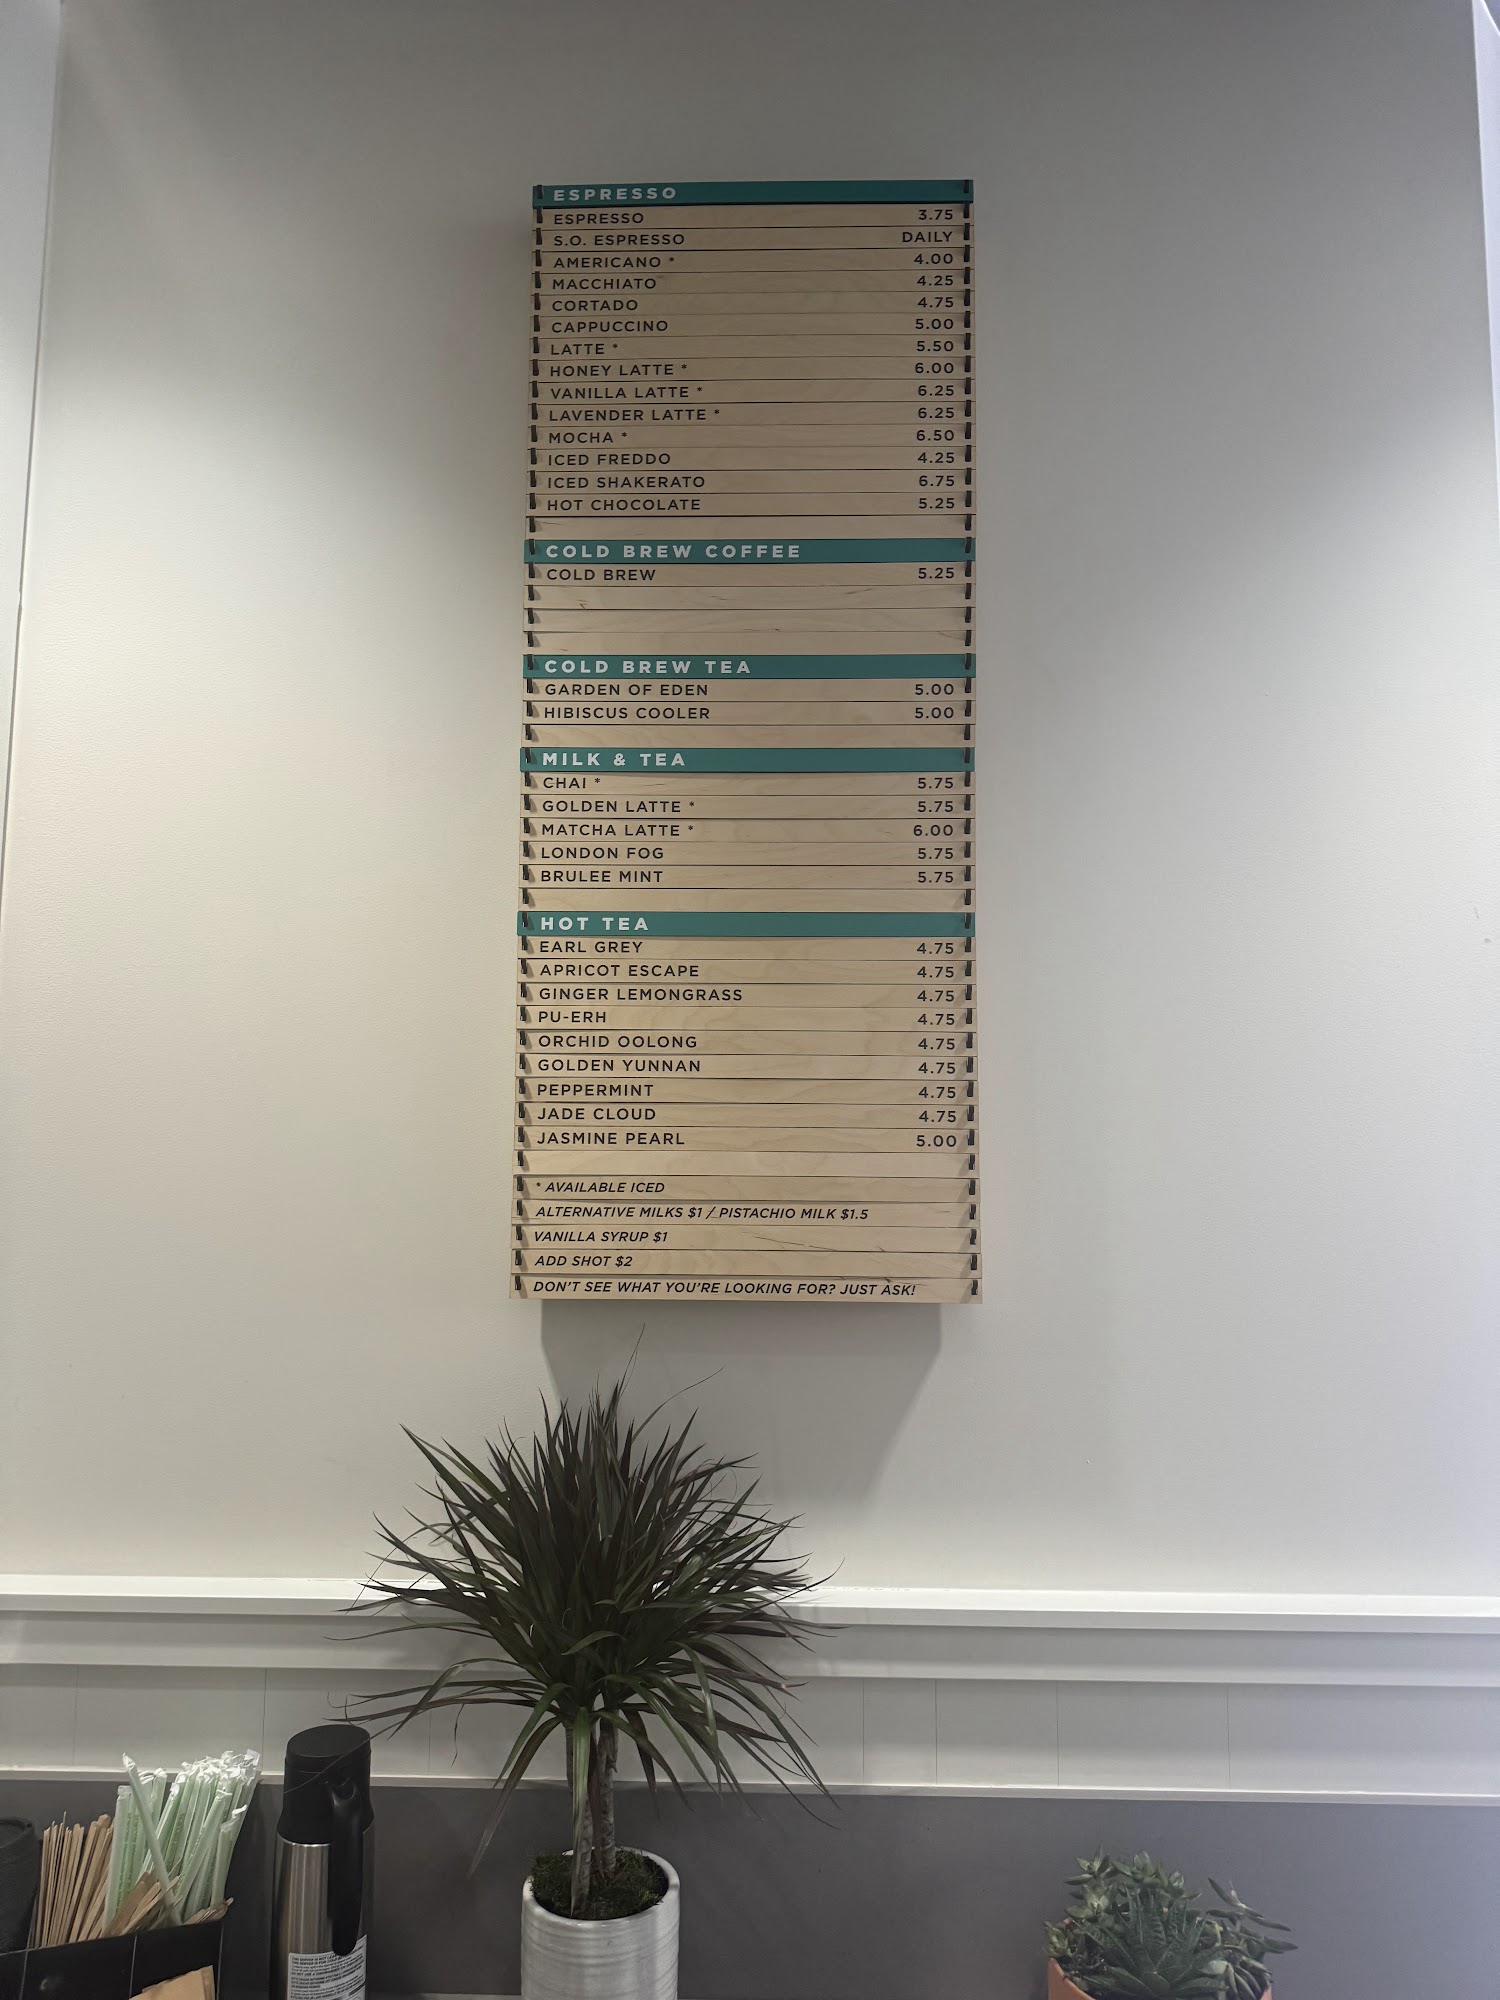 ESPRESSO
ESPRESSO 3.75
S.O. ESPRESSO DAILY
AMERICANO * 4.00
MACCHIATO 4.25
CORTADO 4.75
CAPPUCCINO 5.00
LATTE * 5.50
HONEY LATTE * 6.00
VANILLA LATTE * 6.25
LAVENDER LATTE * 6.25
MOCHA * 6.50
ICED FREDDO 4.25
ICED SHAKERATO 6.75
HOT CHOCOLATE 5.25
COLD BREW COFFEE
COLD BREW 5.25
COLD BREW TEA
GARDEN OF EDEN 5.00
HIBISCUS COOLER 5.00
MILK & TEA
CHAI * 5.75
GOLDEN LATTE * 5.75
MATCHA LATTE * 6.00
LONDON FOG 5.75
BRULEE MINT 5.75
HOT TEA
EARL GREY 4.75
APRICOT ESCAPE 4.75
GINGER LEMONGRASS 4.75
PU-ERH 4.75
ORCHID OOLONG 4.75
GOLDEN YUNNAN 4.75
PEPPERMINT 4.75
JADE CLOUD 4.75
JASMINE PEARL 5.00
* AVAILABLE ICED
ALTERNATIVE MILKS $1 / PISTACHIO MILK $1.5
VANILLA SYRUP $1
ADD SHOT $2
DON'T SEE WHAT YOU'RE LOOKING FOR? JUST ASK!